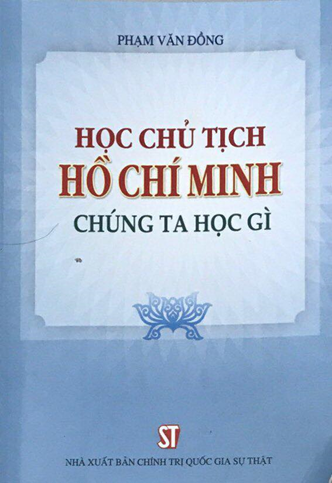 PHẠM VĂN ĐỒNG
HỌC CHỦ TỊCH
HỒ CHÍ MINH
CHÚNG TA HỌC GÌ
ST
NHÀ XUẤT BẢN CHÍNH TRỊ QUỐC GIA SỰ THẬT